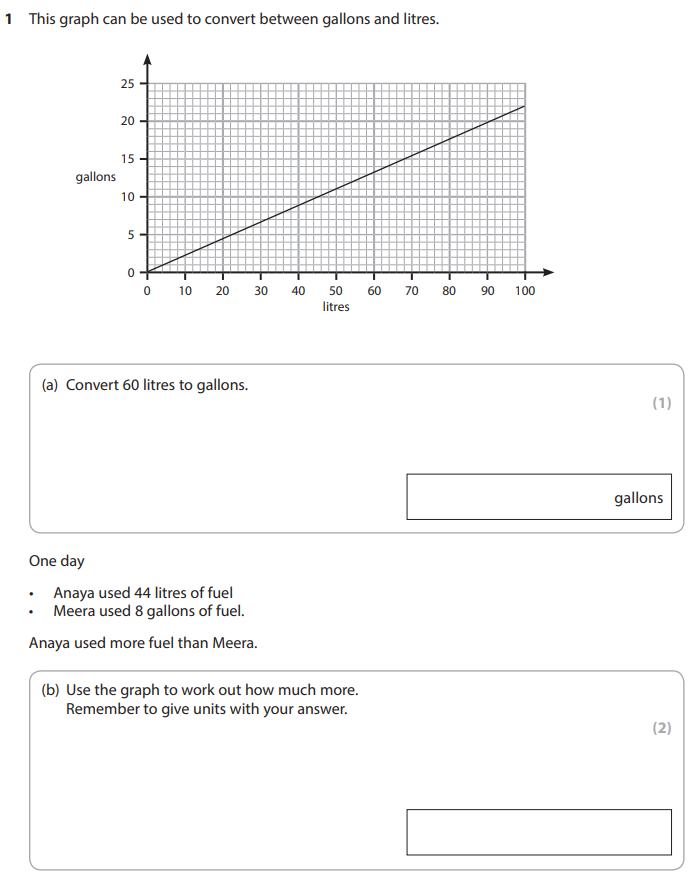 1 This graph can be used to convert between gallons and litres.
25
20
15
gallons
10
5
0
0 10 20 30 40 50 60 70 80 90 100
litres
(a) Convert 60 litres to gallons.
(1)
gallons
One day
• Anaya used 44 litres of fuel
• Meera used 8 gallons of fuel.
Anaya used more fuel than Meera.
(b) Use the graph to work out how much more.
Remember to give units with your answer.
(2)